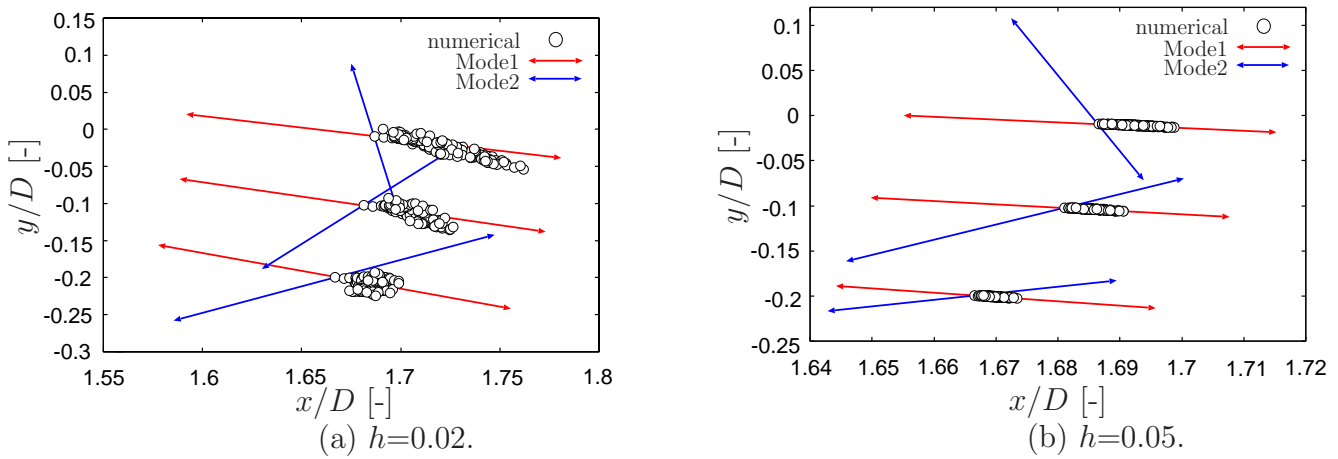 0.15
0.1
0.05
0
-0.05
-0.1
-0.15
-0.2
-0.25
-0.3
y/D [-]
numerical
Mode1
Mode2
1.55 1.6 1.65 1.7 1.75 1.8
x/D [-]
(a) h=0.02.
0.1
0.05
0
-0.05
-0.1
-0.15
-0.2
-0.25
y/D [-]
numerical
Mode1
Mode2
1.64 1.65 1.66 1.67 1.68 1.69 1.7 1.71 1.72
x/D [-]
(b) h=0.05.